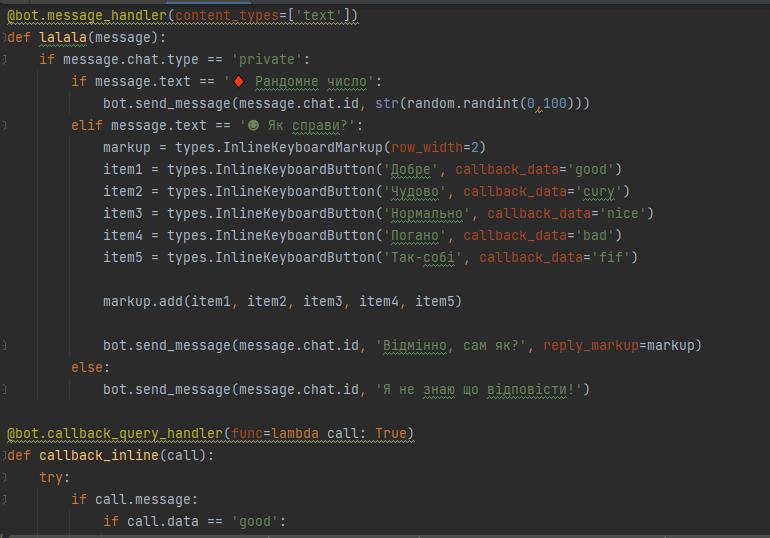 @bot.message_handler(content_types=['text'])
def lalala(message):
    if message.chat.type == 'private':
        if message.text == '♦ Рандомне число':
            bot.send_message(message.chat.id, str(random.randint(0,100)))
        elif message.text == '☻ Як справи?':
            markup = types.InlineKeyboardMarkup(row_width=2)
            item1 = types.InlineKeyboardButton('Добре', callback_data='good')
            item2 = types.InlineKeyboardButton('Чудово', callback_data='cury')
            item3 = types.InlineKeyboardButton('Нормально', callback_data='nice')
            item4 = types.InlineKeyboardButton('Погано', callback_data='bad')
            item5 = types.InlineKeyboardButton('Так-собі', callback_data='fif')
            markup.add(item1, item2, item3, item4, item5)
            bot.send_message(message.chat.id, 'Відмінно, сам як?', reply_markup=markup)
        else:
            bot.send_message(message.chat.id, 'Я не знаю що відповісти!')
@bot.callback_query_handler(func=lambda call: True)
def callback_inline(call):
    try:
        if call.message:
            if call.data == 'good':